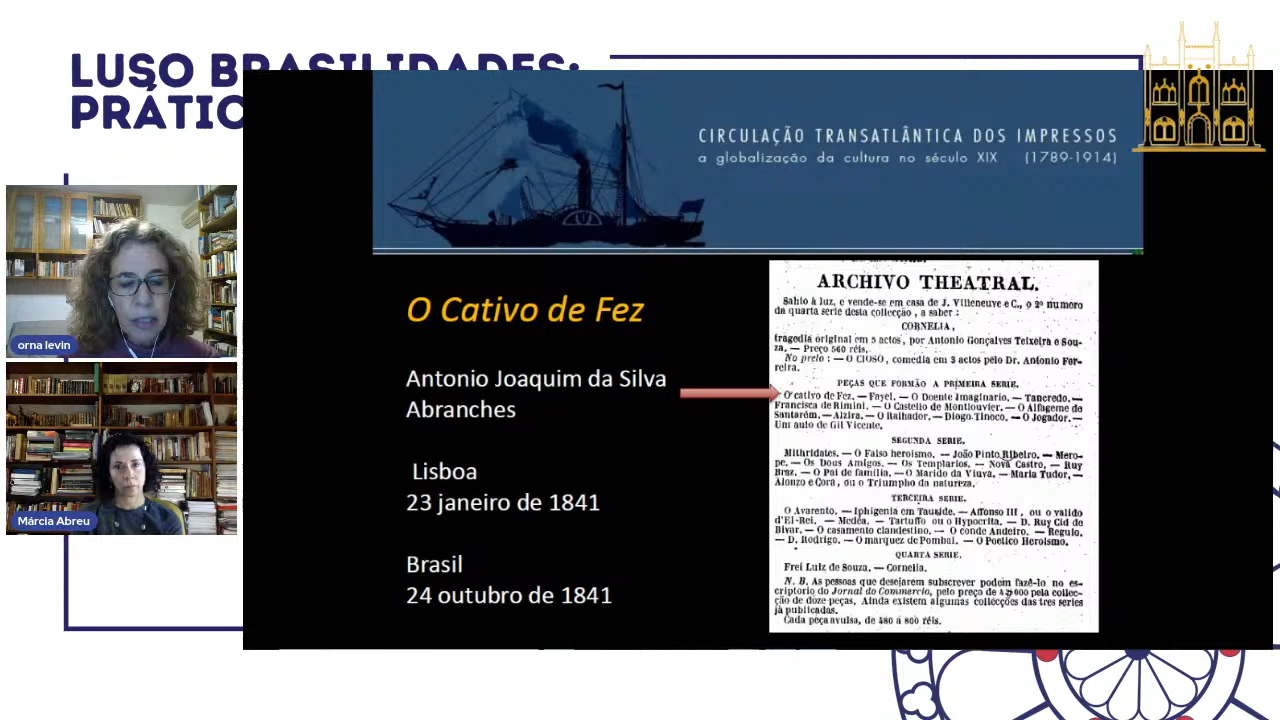 LUSO BRASILIDADES:
PRÁTIC
CIRCULAÇÃO TRANSATLÂNTICA DOS IMPRESSOS
a globalização da cultura no século XIX (1789-1914)
orna levin
Márcia Abreu
O Cativo de Fez
Antonio Joaquim da Silva
Abranches
Lisboa
23 janeiro de 1841
Brasil
24 outubro de 1841
ARCHIVO THEATRAL.
Sahio á luz, e vende-se em casa de J. Villeneuve e C., o 2º numero
da quarta serie desta collecção, a saber:
CORNELIA,
tragedia original em 5 actos, por Antonio Gonçalves Teixeira e Sou-
za. — Preço 560 réis.
No prelo: — O CIOSO, comedia em 3 actos pelo Dr. Antonio Fer-
reira.
PEÇAS QUE FORMÃO A PRIMEIRA SERIE.
O cativo de Fez. — Fayel. — O Doente Imaginario. — Tancredo. —
Francisca de Rimini. — O Castello de Montlouvier. — O Alfageme de
Santarém. — Alzira. — O Ralhador. — Diogo Tinoco. — O Jogador. —
Um auto de Gil Vicente.
SEGUNDA SERIE.
Mithridates. — O Falso heroismo. — João Pinto Ribeiro. — Mero-
pe. — Os Dous Amigos. — Os Templarios. — Nova Castro. — Ruy
Braz. — O Pai de familia. — O Marido da Viuva. — Maria Tudor. —
Alonzo e Cora, ou o Triumpho da natureza.
TERCEIRA SERIE.
O Avarento. — Iphigenia em Tauride. — Affonso III, ou o valido
d'El-Rei. — Medéa. — Tartuffo ou o Hypocrita. — D. Ruy Cid de
Bivar. — O casamento clandestino. — O conde Andeiro. — Regulo.
— D. Rodrigo. — O marquez de Pombal. — O Poetico Heroismo.
QUARTA SERIE.
Frei Luiz de Souza. — Cornelia.
N. B. As pessoas que desejarem subscrever podem fazê-lo no es-
criptorio do Jornal do Commercio, pelo preço de 4$000 pela collec-
ção de doze peças. Ainda existem algumas collecções das tres series
já publicadas.
Cada peça avulsa, de 480 a 800 réis.